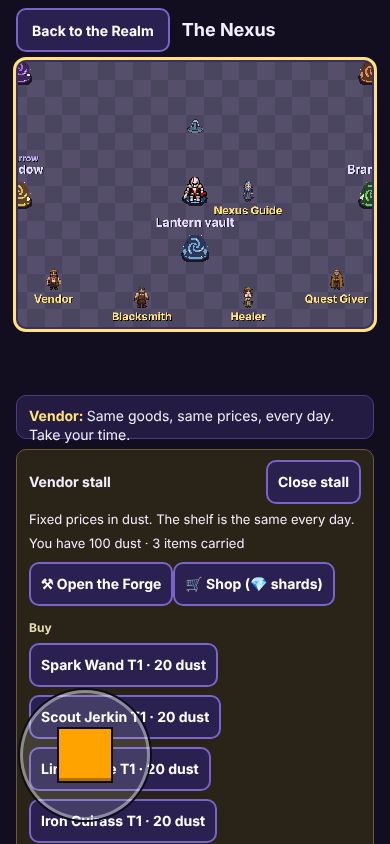 Back to the Realm
The Nexus
rrow
dow
Bran
Nexus Guide
Lantern vault
Vendor
Blacksmith
Healer
Quest Giver
Vendor: Same goods, same prices, every day.
Take your time.
Vendor stall
Close stall
Fixed prices in dust. The shelf is the same every day.
You have 100 dust · 3 items carried
⚒ Open the Forge
🛒 Shop (💎 shards)
Buy
Spark Wand T1 · 20 dust
Scout Jerkin T1 · 20 dust
T1 · 20 dust
Iron Cuirass T1 · 20 dust